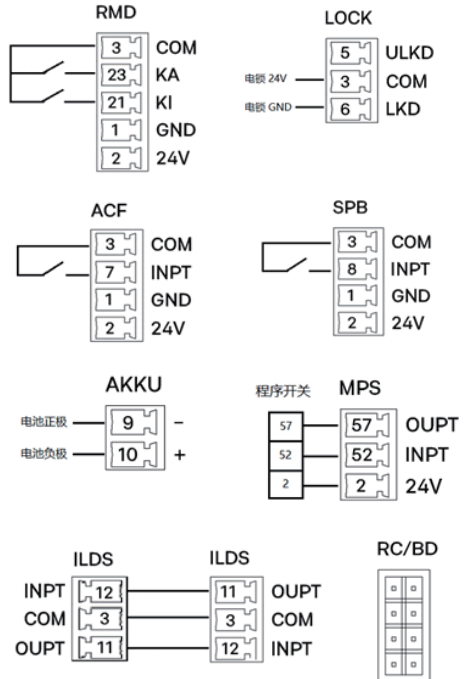 RMD
3 COM
23 KA
21 KI
1 GND
2 24V
LOCK
5 ULKD
电锁 24V 3 COM
电锁 GND 6 LKD
ACF
3 COM
7 INPT
1 GND
2 24V
SPB
3 COM
8 INPT
1 GND
2 24V
AKKU
电池正极 9 -
电池负极 10 +
程序开关 MPS
57 57 OUPT
52 52 INPT
2 2 24V
ILDS ILDS
INPT 12 11 OUPT
COM 3 3 COM
OUPT 11 12 INPT
RC/BD